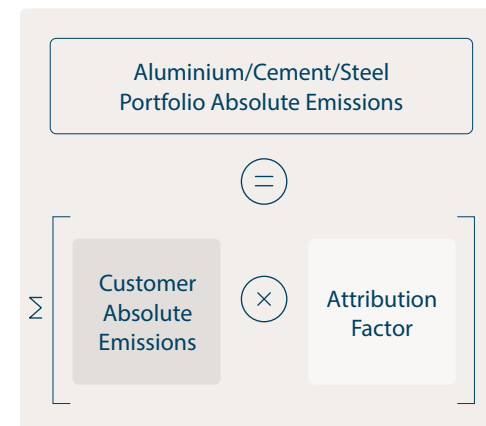 Aluminium/Cement/Steel
Portfolio Absolute Emissions
=
Σ
Customer
Absolute
Emissions
×
Attribution
Factor